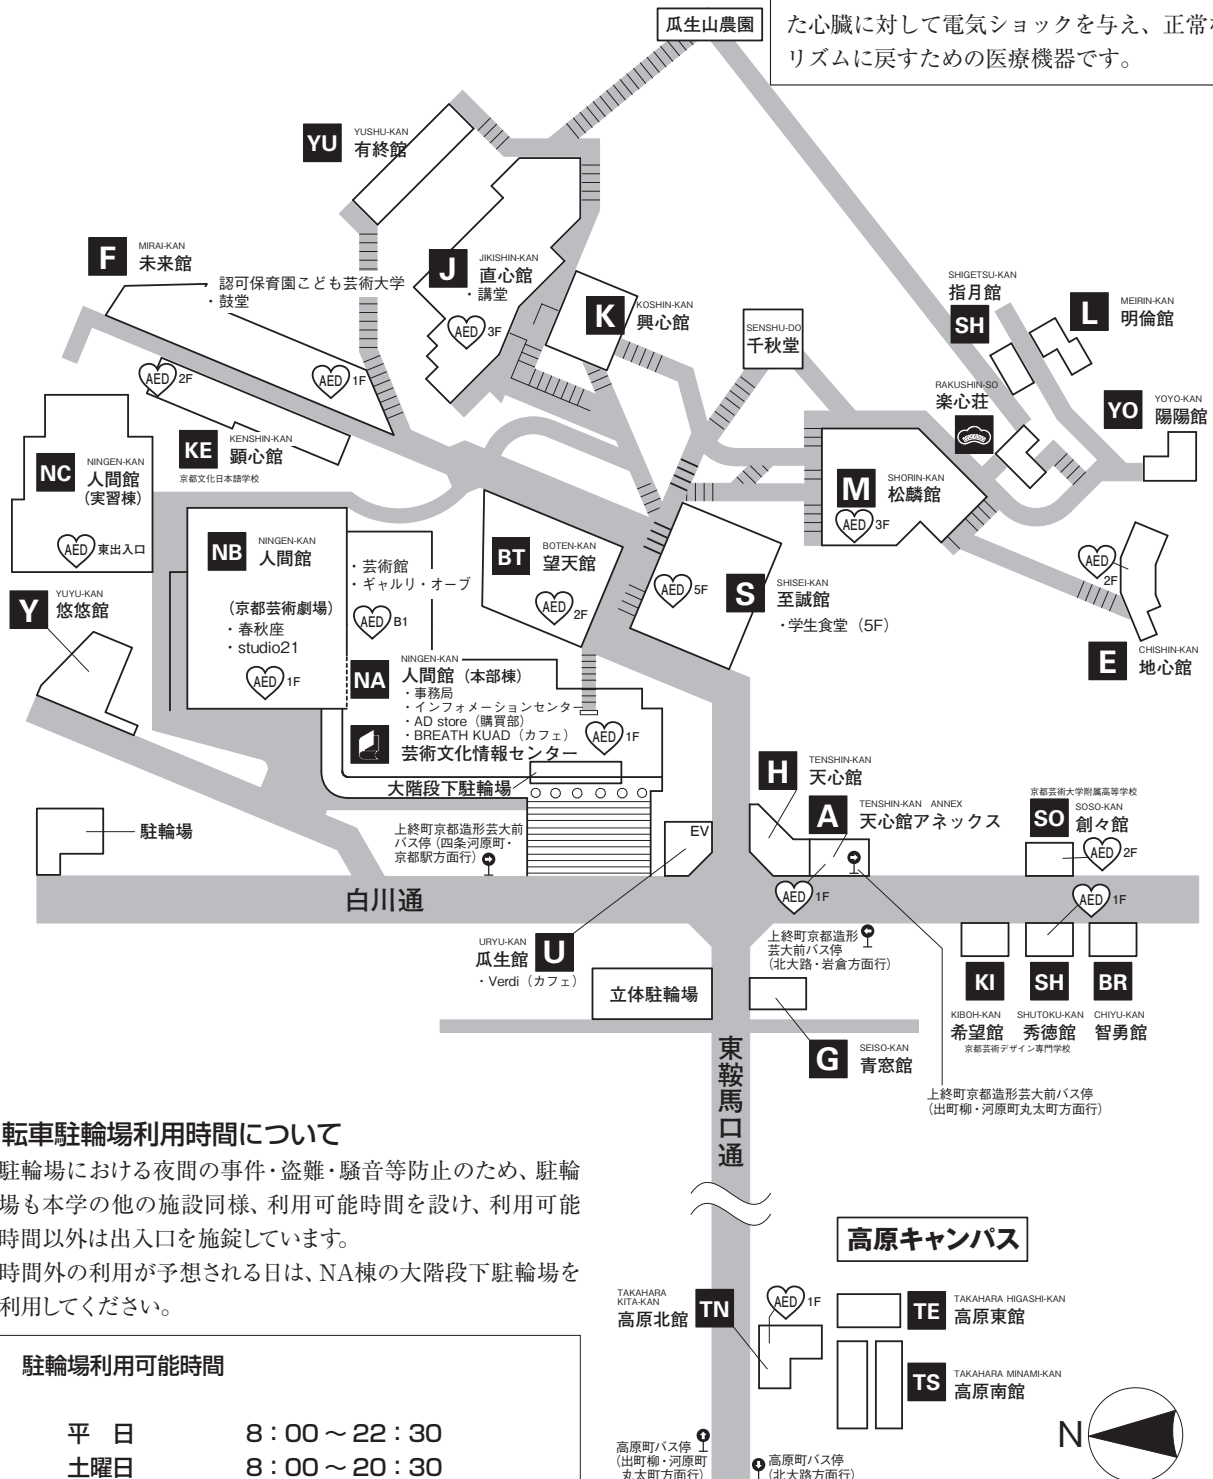 た心臓に対して電気ショックを与え、正常な
リズムに戻すための医療機器です。
瓜生山農園
YU
YUSHU-KAN
有終館
F
MIRAI-KAN
未来館
認可保育園こども芸術大学
・鼓堂
J
JIKISHIN-KAN
直心館
・講堂
AED 3F
K
KOSHIN-KAN
興心館
SENSHU-DO
千秋堂
SHIGETSU-KAN
指月館
SH
L
MEIRIN-KAN
明倫館
RAKUSHIN-SO
楽心荘
YO
YOYO-KAN
陽陽館
AED 2F
AED 1F
KE
KENSHIN-KAN
顕心館
京都文化日本語学校
NC
NINGEN-KAN
人間館
(実習棟)
AED 東出入口
M
SHORIN-KAN
松麟館
AED 3F
NB
NINGEN-KAN
人間館
(京都芸術劇場)
・春秋座
・studio21
AED 1F
・芸術館
・ギャルリ・オーブ
AED B1
BT
BOTEN-KAN
望天館
AED 2F
AED 5F
S
SHISEI-KAN
至誠館
・学生食堂(5F)
AED 2F
E
CHISHIN-KAN
地心館
Y
YUYU-KAN
悠悠館
NA
NINGEN-KAN
人間館(本部棟)
・事務局
・インフォメーションセンター
・AD store(購買部)
・BREATH KUAD(カフェ)
芸術文化情報センター
AED 1F
大階段下駐輪場
H
TENSHIN-KAN
天心館
A
TENSHIN-KAN ANNEX
天心館アネックス
京都芸術大学附属高等学校
SO
SOSO-KAN
創々館
AED 2F
駐輪場
上終町京都造形芸大前
バス停(四条河原町・
京都駅方面行)
EV
白川通
AED 1F
AED 1F
URYU-KAN
瓜生館
U
・Verdi(カフェ)
上終町京都造形
芸大前バス停
(北大路・岩倉方面行)
立体駐輪場
KI
KIBOH-KAN
希望館
SH
SHUTOKU-KAN
秀徳館
BR
CHIYU-KAN
智勇館
京都芸術デザイン専門学校
G
SEISO-KAN
青窓館
上終町京都造形芸大前バス停
(出町柳・河原町丸太町方面行)
東鞍馬口通
転車駐輪場利用時間について
駐輪場における夜間の事件・盗難・騒音等防止のため、駐輪
場も本学の他の施設同様、利用可能時間を設け、利用可能
時間以外は出入口を施錠しています。
時間外の利用が予想される日は、NA棟の大階段下駐輪場を
利用してください。
駐輪場利用可能時間
平 日 8:00~22:30
土曜日 8:00~20:30
高原キャンパス
TAKAHARA
KITA-KAN
高原北館
TN
AED 1F
TE
TAKAHARA HIGASHI-KAN
高原東館
TS
TAKAHARA MINAMI-KAN
高原南館
N
高原町バス停
(出町柳・河原町
丸太町方面行)
高原町バス停
(北大路方面行)